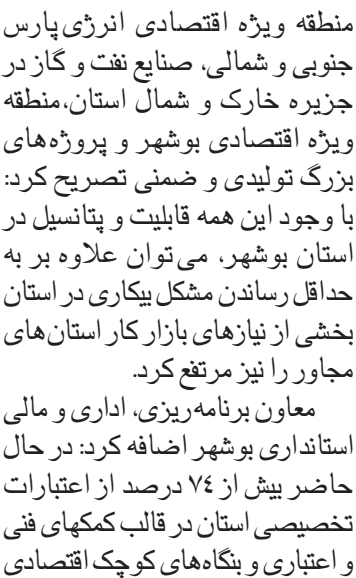 منطقه ویژه اقتصادی انرژی پارس
جنوبی و شمالی، صنایع نفت و گاز در
جزیره خارک و شمال استان،منطقه
ویژه اقتصادی بوشهر و پروژه‌های
بزرگ تولیدی و ضمنی تصریح کرد:
با وجود این همه قابلیت و پتانسیل در
استان بوشهر، می‌توان علاوه بر به
حداقل رساندن مشکل بیکاری در استان
بخشی از نیازهای بازار کار استان‌های
مجاور را نیز مرتفع کرد.
معاون برنامه‌ریزی، اداری و مالی
استانداری بوشهر اضافه کرد: در حال
حاضر بیش از ۷۴ درصد از اعتبارات
تخصیصی استان در قالب کمکهای فنی
و اعتباری و بنگاه‌های کوچک اقتصادی